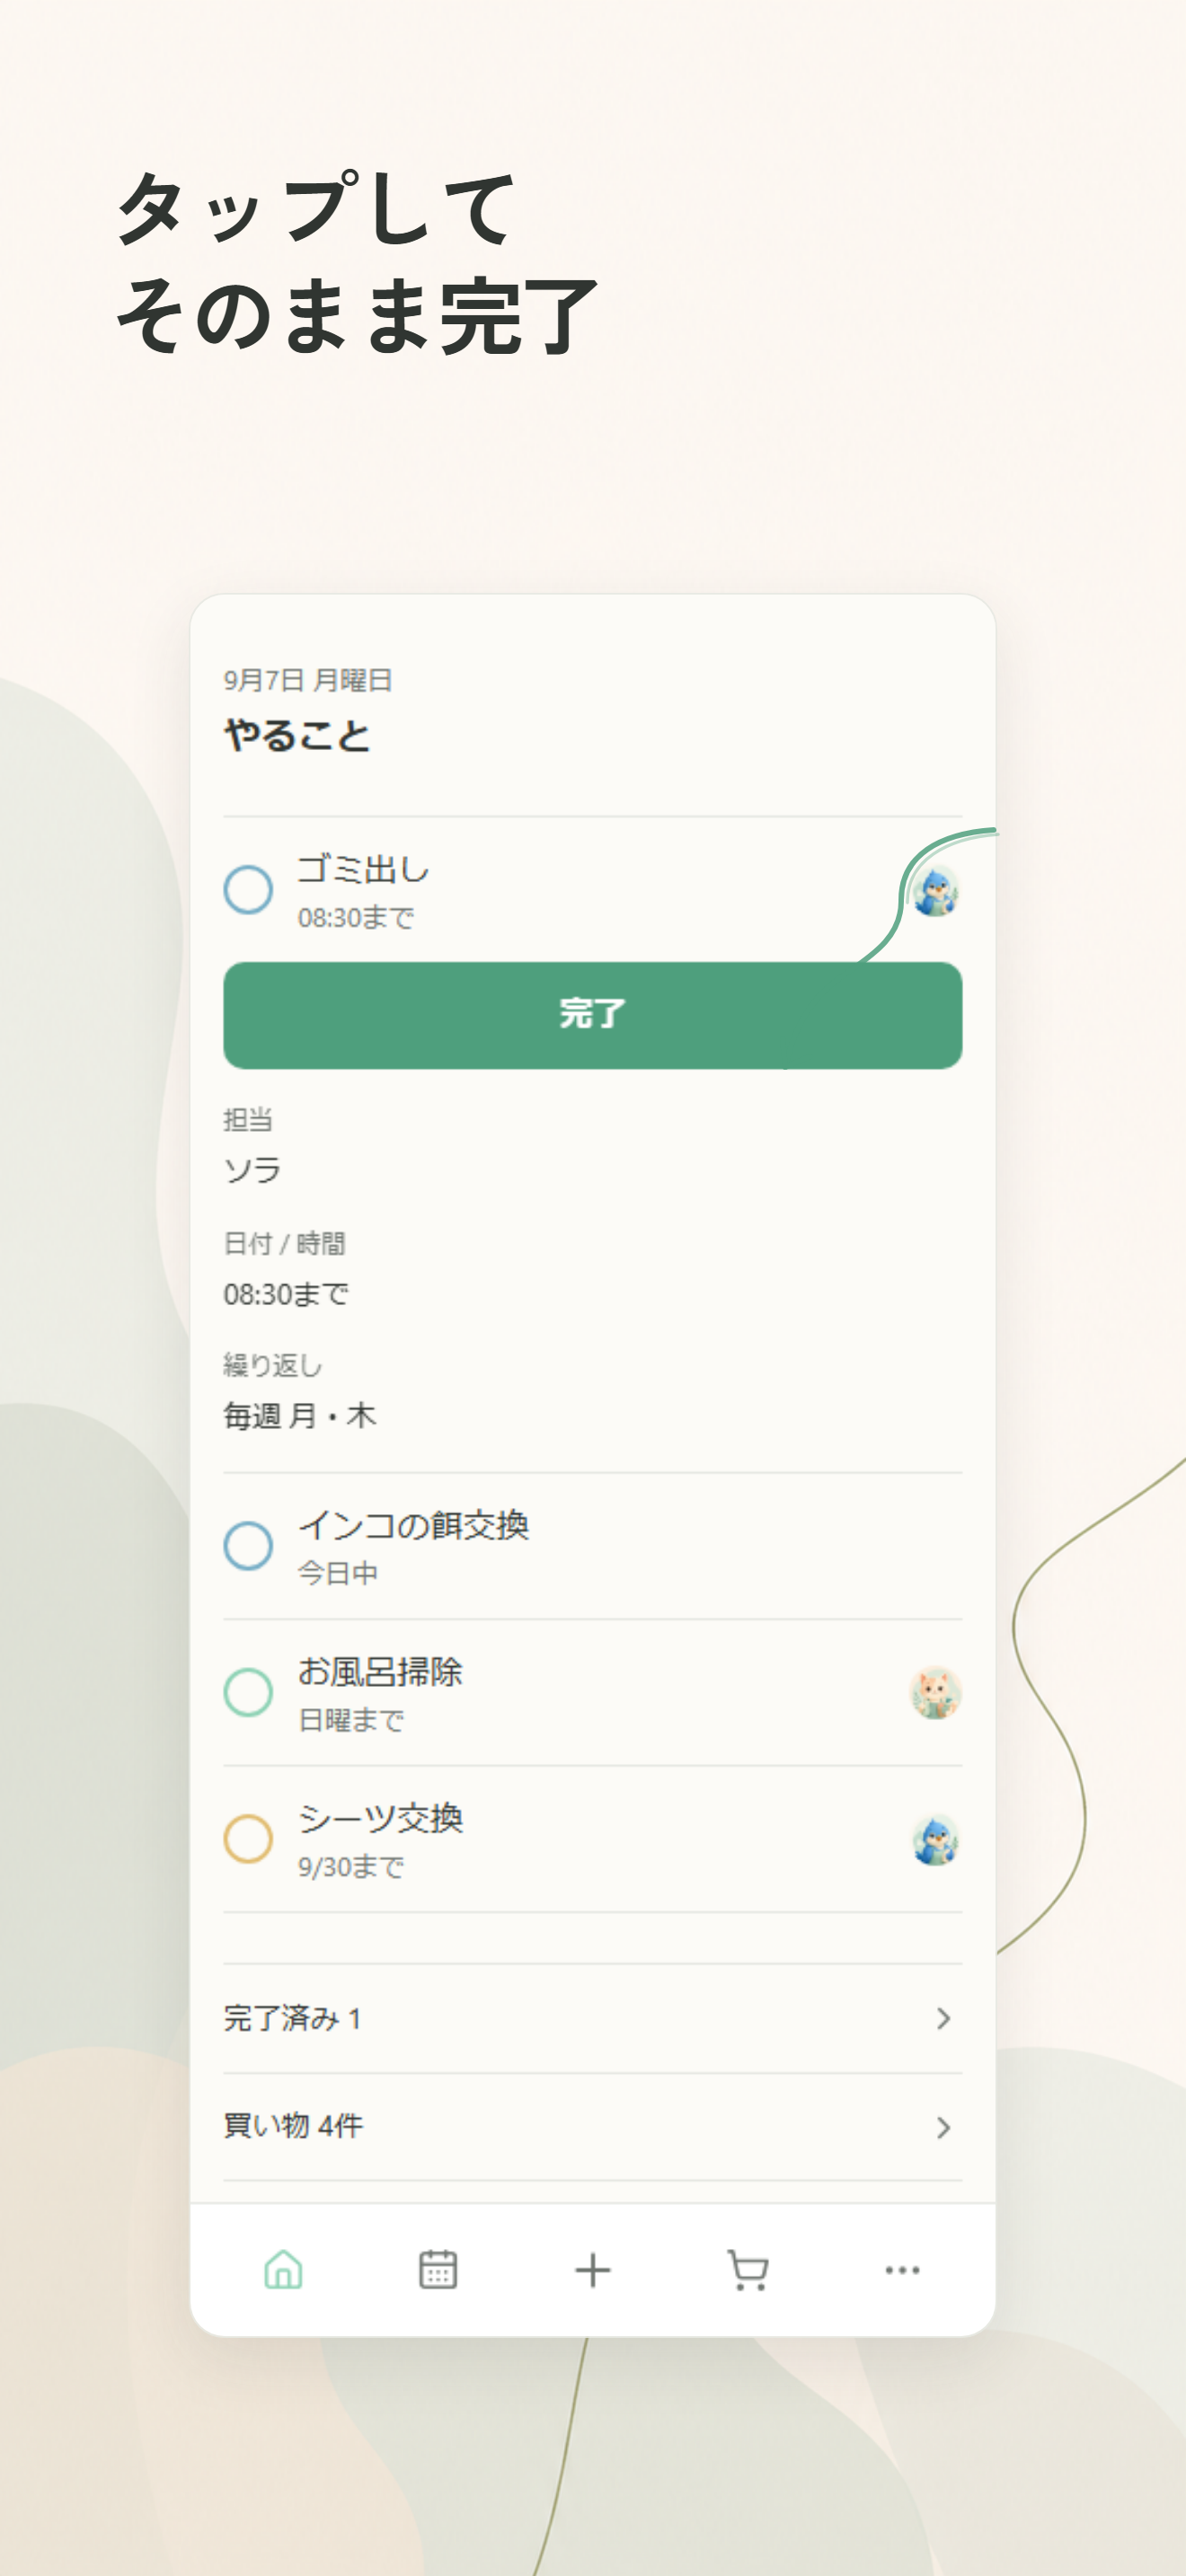 タップして
そのまま完了
9月7日 月曜日
やること
ゴミ出し
08:30まで
完了
担当
ソラ
日付 / 時間
08:30まで
繰り返し
毎週 月・木
インコの餌交換
今日中
お風呂掃除
日曜まで
シーツ交換
9/30まで
完了済み 1
買い物 4件